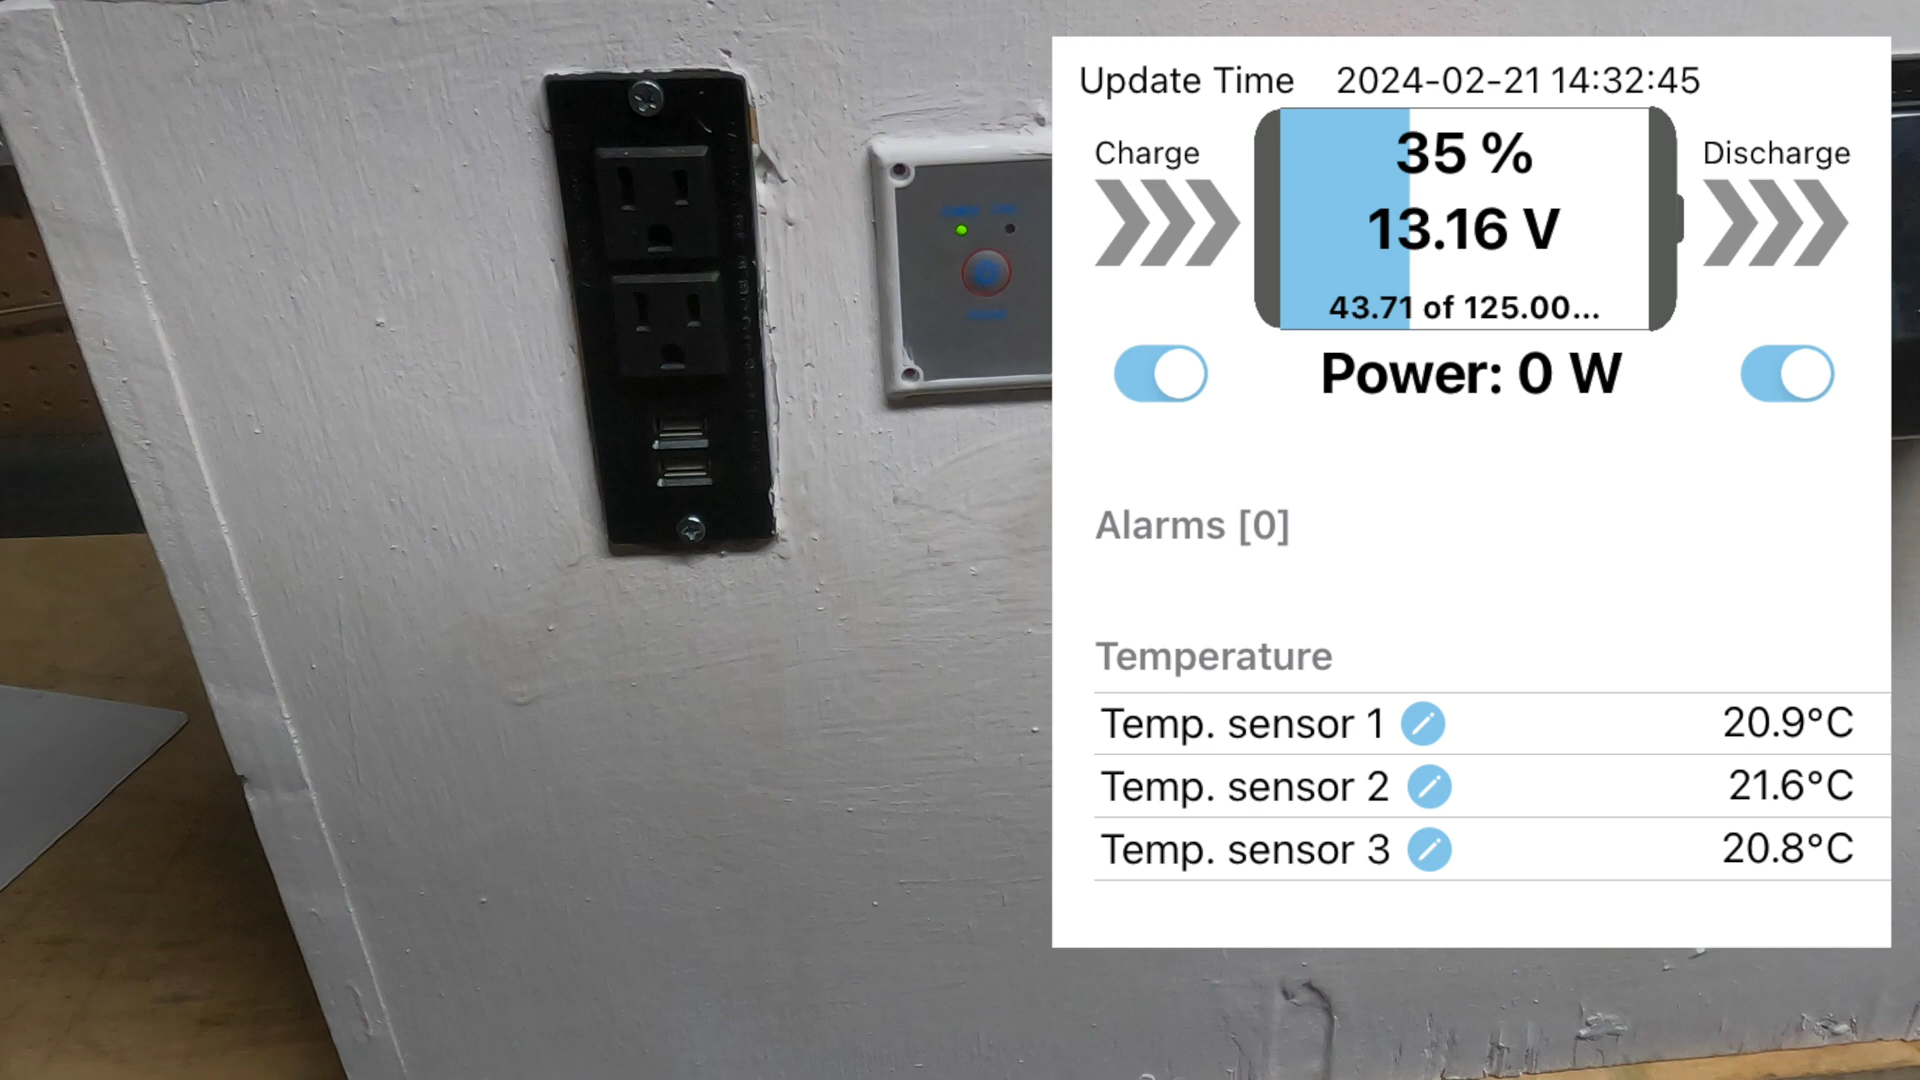 Update Time 2024-02-21 14:32:45
Charge
35 %
Discharge
13.16 V
43.71 of 125.00...
Power: 0 W
Alarms [0]
Temperature
Temp. sensor 1 20.9°C
Temp. sensor 2 21.6°C
Temp. sensor 3 20.8°C